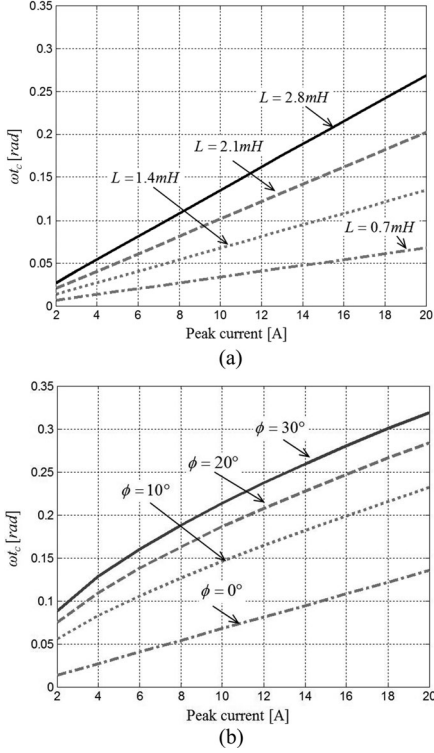 0.35
0.3
0.25
0.2
0.15
0.1
0.05
0
ωt_c [rad]
L = 2.8mH
L = 2.1mH
L = 1.4mH
L = 0.7mH
2 4 6 8 10 12 14 16 18 20
Peak current [A]
(a)
0.35
0.3
0.25
0.2
0.15
0.1
0.05
0
ωt_c [rad]
ϕ = 30°
ϕ = 20°
ϕ = 10°
ϕ = 0°
2 4 6 8 10 12 14 16 18 20
Peak current [A]
(b)